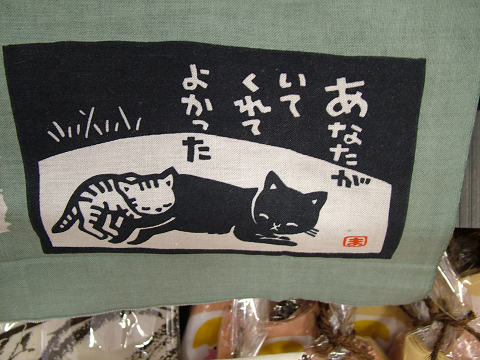 あなたが
いて
くれて
よかった